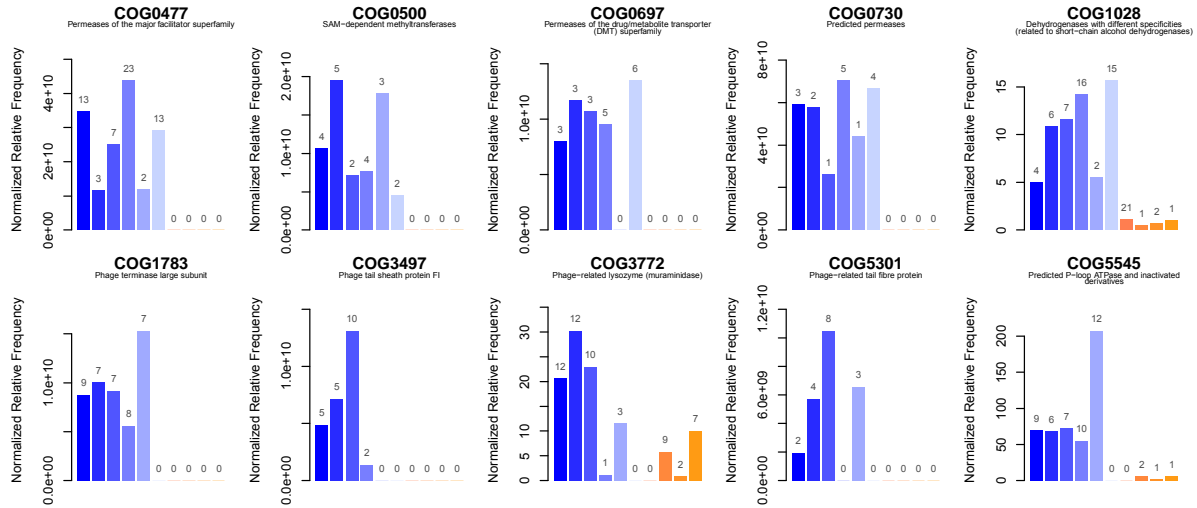 COG0477
Permeases of the major facilitator superfamily
Normalized Relative Frequency
0e+00
2e+10
4e+10
13
3
7
23
2
13
0
0
0
0
COG0500
SAM−dependent methyltransferases
Normalized Relative Frequency
0.0e+00
1.0e+10
2.0e+10
4
5
2
4
3
2
0
0
0
0
COG0697
Permeases of the drug/metabolite transporter
(DMT) superfamily
Normalized Relative Frequency
0.0e+00
1.0e+10
3
3
3
5
0
6
0
0
0
0
COG0730
Predicted permeases
Normalized Relative Frequency
0e+00
4e+10
8e+10
3
2
1
5
1
4
0
0
0
0
COG1028
Dehydrogenases with different specificities
(related to short−chain alcohol dehydrogenases)
Normalized Relative Frequency
0
5
10
15
4
6
7
16
2
15
21
1
2
1
COG1783
Phage terminase large subunit
Normalized Relative Frequency
0.0e+00
1.0e+10
9
7
7
8
7
0
0
0
0
0
COG3497
Phage tail sheath protein FI
Normalized Relative Frequency
0.0e+00
1.0e+10
5
5
10
2
0
0
0
0
0
0
COG3772
Phage−related lysozyme (muraminidase)
Normalized Relative Frequency
0
5
10
20
30
12
12
10
1
3
0
0
9
2
7
COG5301
Phage−related tail fibre protein
Normalized Relative Frequency
0.0e+00
6.0e+09
1.2e+10
2
4
8
0
3
0
0
0
0
0
COG5545
Predicted P−loop ATPase and inactivated
derivatives
Normalized Relative Frequency
0
50
100
150
200
9
6
7
10
12
0
0
2
1
1